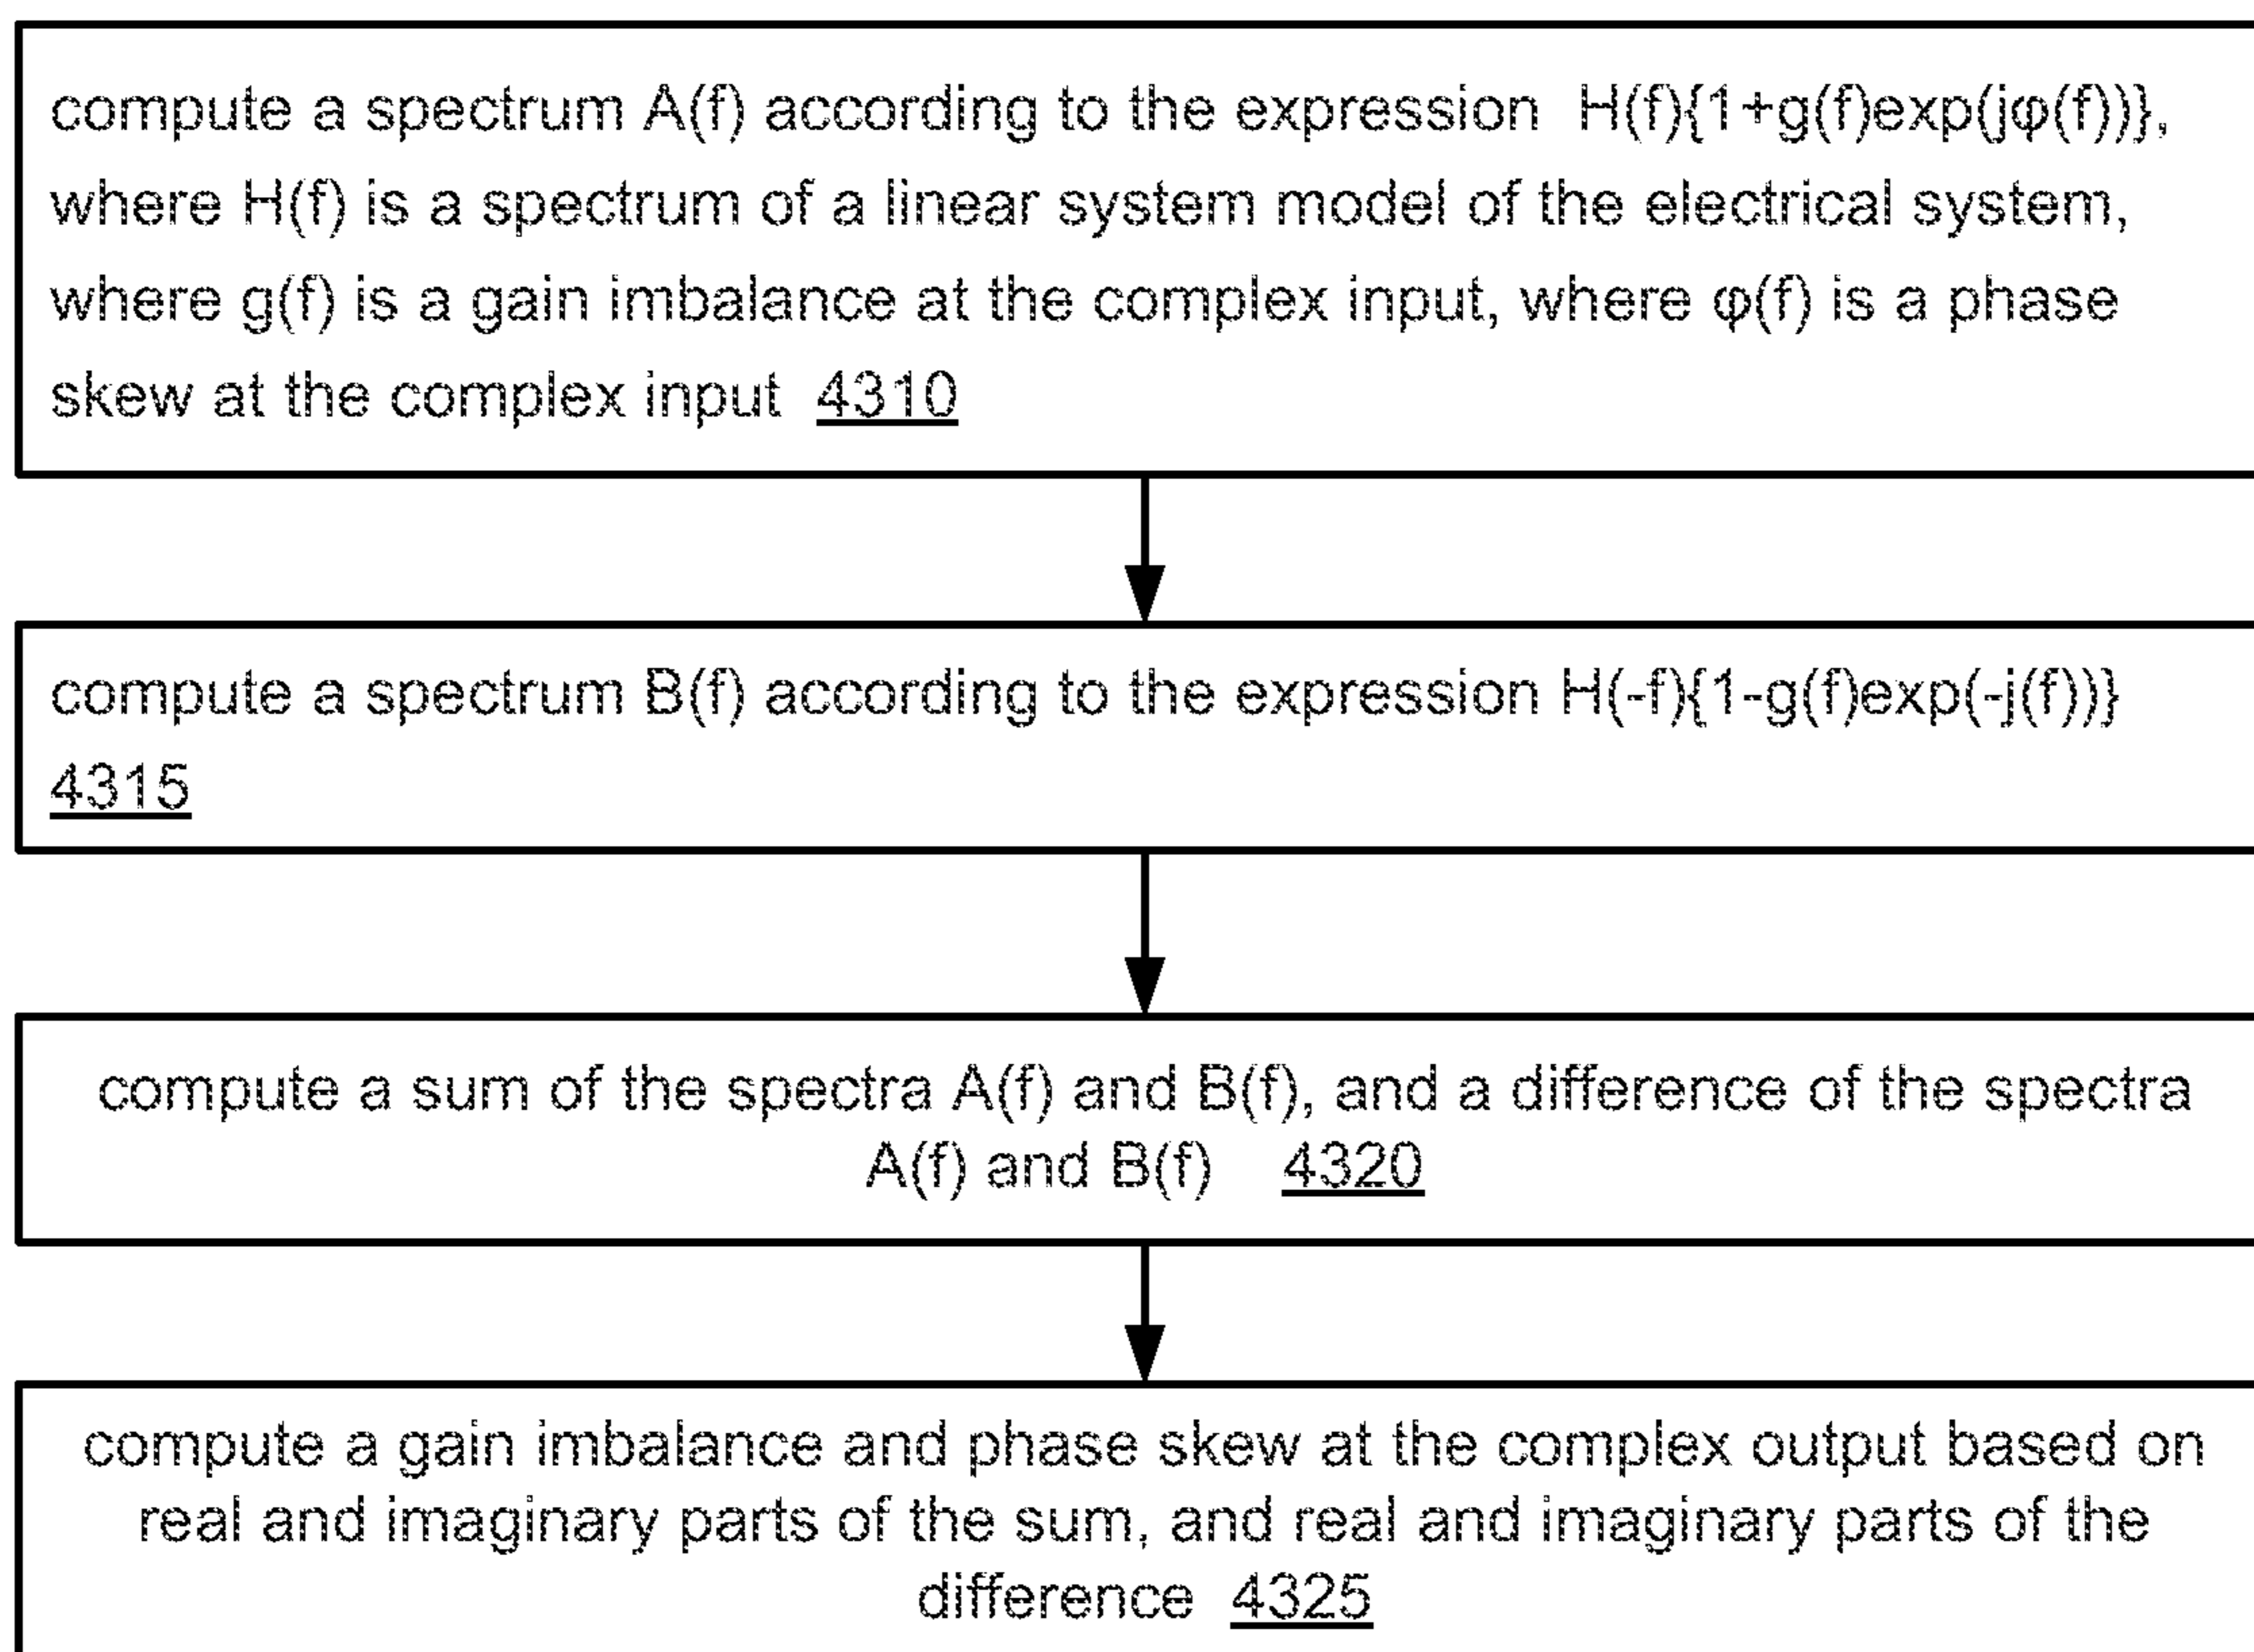 compute a spectrum A(f) according to the expression H(f){1+g(f)exp(jφ(f))},
where H(f) is a spectrum of a linear system model of the electrical system,
where g(f) is a gain imbalance at the complex input, where φ(f) is a phase
skew at the complex input 4310
compute a spectrum B(f) according to the expression H(-f){1-g(f)exp(-j(f))}
4315
compute a sum of the spectra A(f) and B(f), and a difference of the spectra
A(f) and B(f) 4320
compute a gain imbalance and phase skew at the complex output based on
real and imaginary parts of the sum, and real and imaginary parts of the
difference 4325